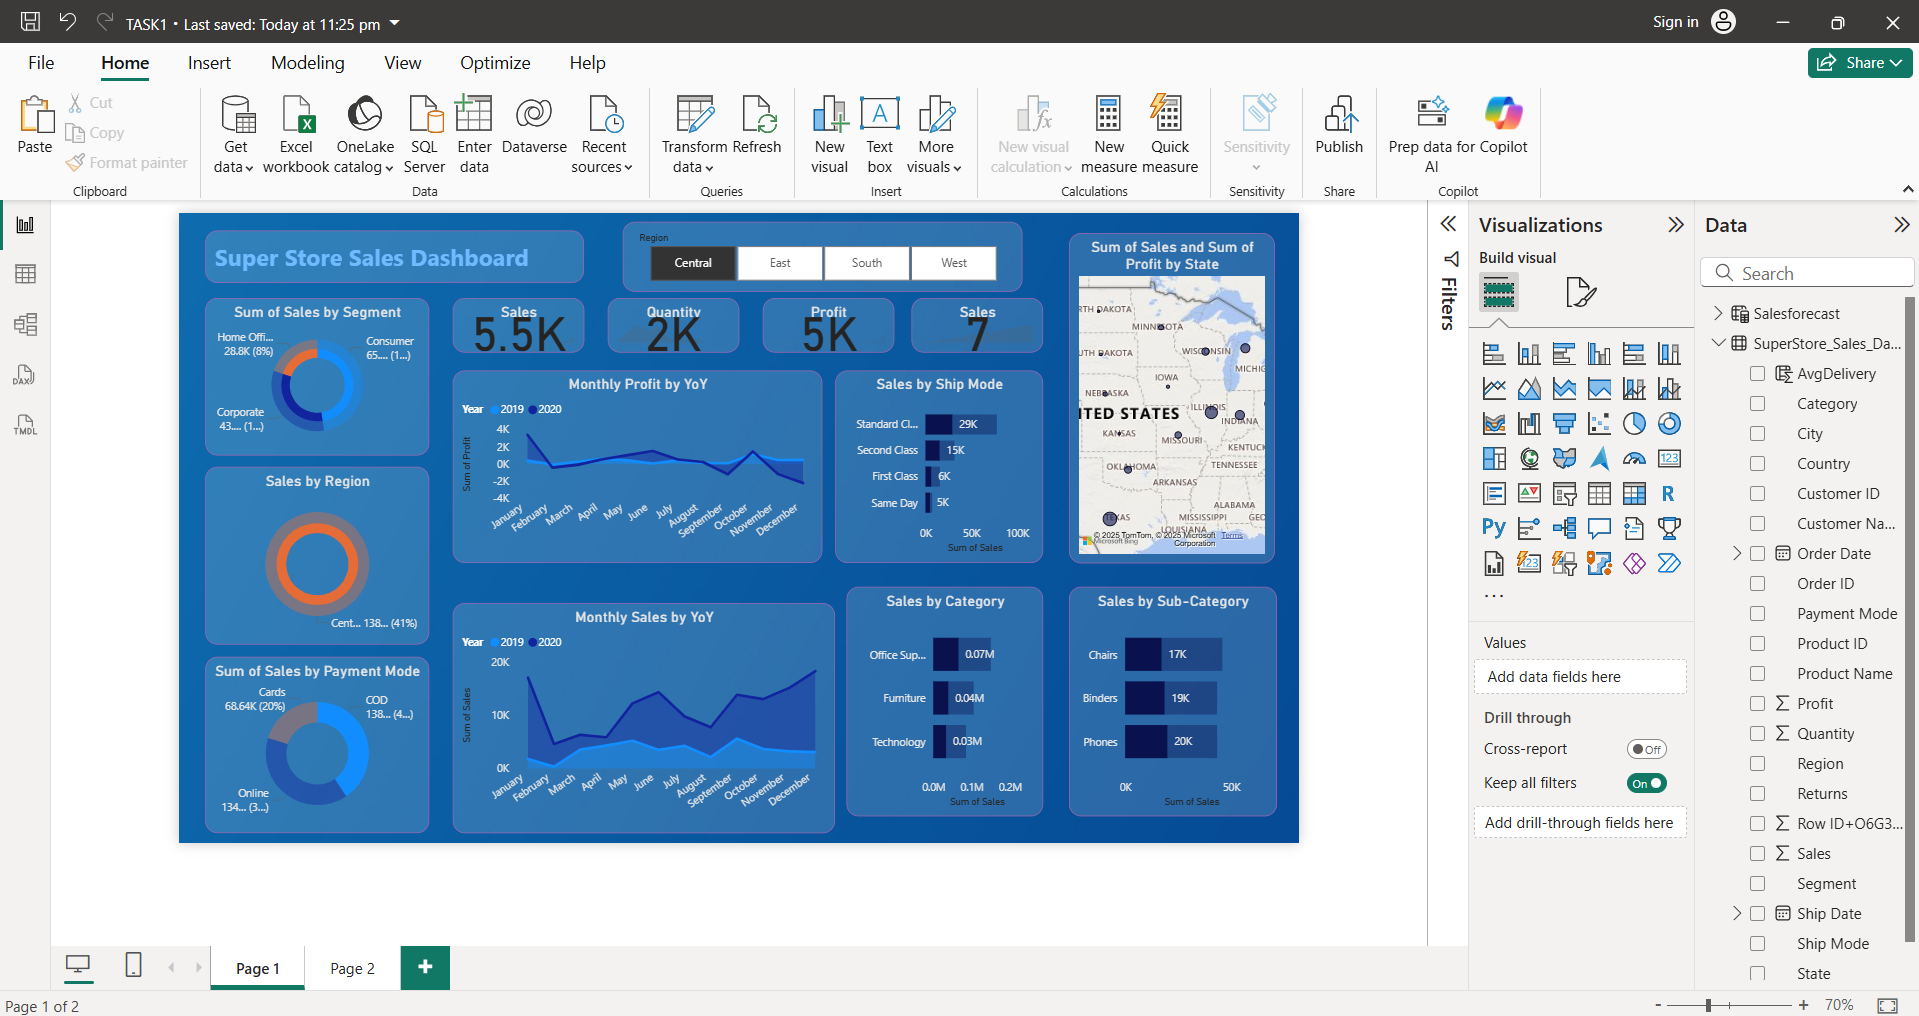 TASK1 • Last saved: Today at 11:25 pm
Sign in
File Home Insert Modeling View Optimize Help
Share
Paste
Cut
Copy
Format painter
Clipboard
Get data
Excel workbook
OneLake catalog
SQL Server
Enter data
Dataverse
Recent sources
Data
Transform data
Refresh
Queries
New visual
Text box
More visuals
Insert
New visual calculation
New measure
Quick measure
Calculations
Sensitivity
Sensitivity
Publish
Share
Prep data for AI
Copilot
Copilot
DAX
TMDL
Super Store Sales Dashboard
Region
Central East South West
Sum of Sales by Segment
Home Offi...
28.8K (8%)
Consumer
65.... (1...)
Corporate
43.... (1...)
Sales
5.5K
Quantity
2K
Profit
5K
Sales
7
Sum of Sales and Sum of
Profit by State
MINNESOTA
WISCONSIN
IOWA
NEBRASKA
ITED STATES
ILLINOIS
INDIANA
KANSAS
MISSOURI
KENTUCK
OKLAHOMA
TENNESSEE
ARKANSAS
ALABAMA
TEXAS
MISSISSIPPI
GEO
LOUISIANA
RTH DAKOTA
UTH DAKOTA
MICHIG
© 2025 TomTom, © 2025 Microsoft
Corporation
Terms
Microsoft Bing
Monthly Profit by YoY
Year 2019 2020
Sum of Profit
4K
2K
0K
-2K
-4K
January February March April May June July August September October November December
Sales by Ship Mode
Standard Cl... 29K
Second Class 15K
First Class 6K
Same Day 5K
0K 50K 100K
Sum of Sales
Sales by Region
Cent... 138... (41%)
Sum of Sales by Payment Mode
Cards
68.64K (20%)
COD
138... (4...)
Online
134... (3...)
Monthly Sales by YoY
Year 2019 2020
Sum of Sales
20K
10K
0K
January February March April May June July August September October November December
Sales by Category
Office Sup... 0.07M
Furniture 0.04M
Technology 0.03M
0.0M 0.1M 0.2M
Sum of Sales
Sales by Sub-Category
Chairs 17K
Binders 19K
Phones 20K
0K 50K
Sum of Sales
Filters
Visualizations
Build visual
123
R
Py
123
...
Values
Add data fields here
Drill through
Cross-report Off
Keep all filters On
Add drill-through fields here
Data
Search
Salesforecast
SuperStore_Sales_Da...
AvgDelivery
Category
City
Country
Customer ID
Customer Na...
Order Date
Order ID
Payment Mode
Product ID
Product Name
Profit
Quantity
Region
Returns
Row ID+O6G3...
Sales
Segment
Ship Date
Ship Mode
State
Page 1 Page 2 +
Page 1 of 2
- + 70%